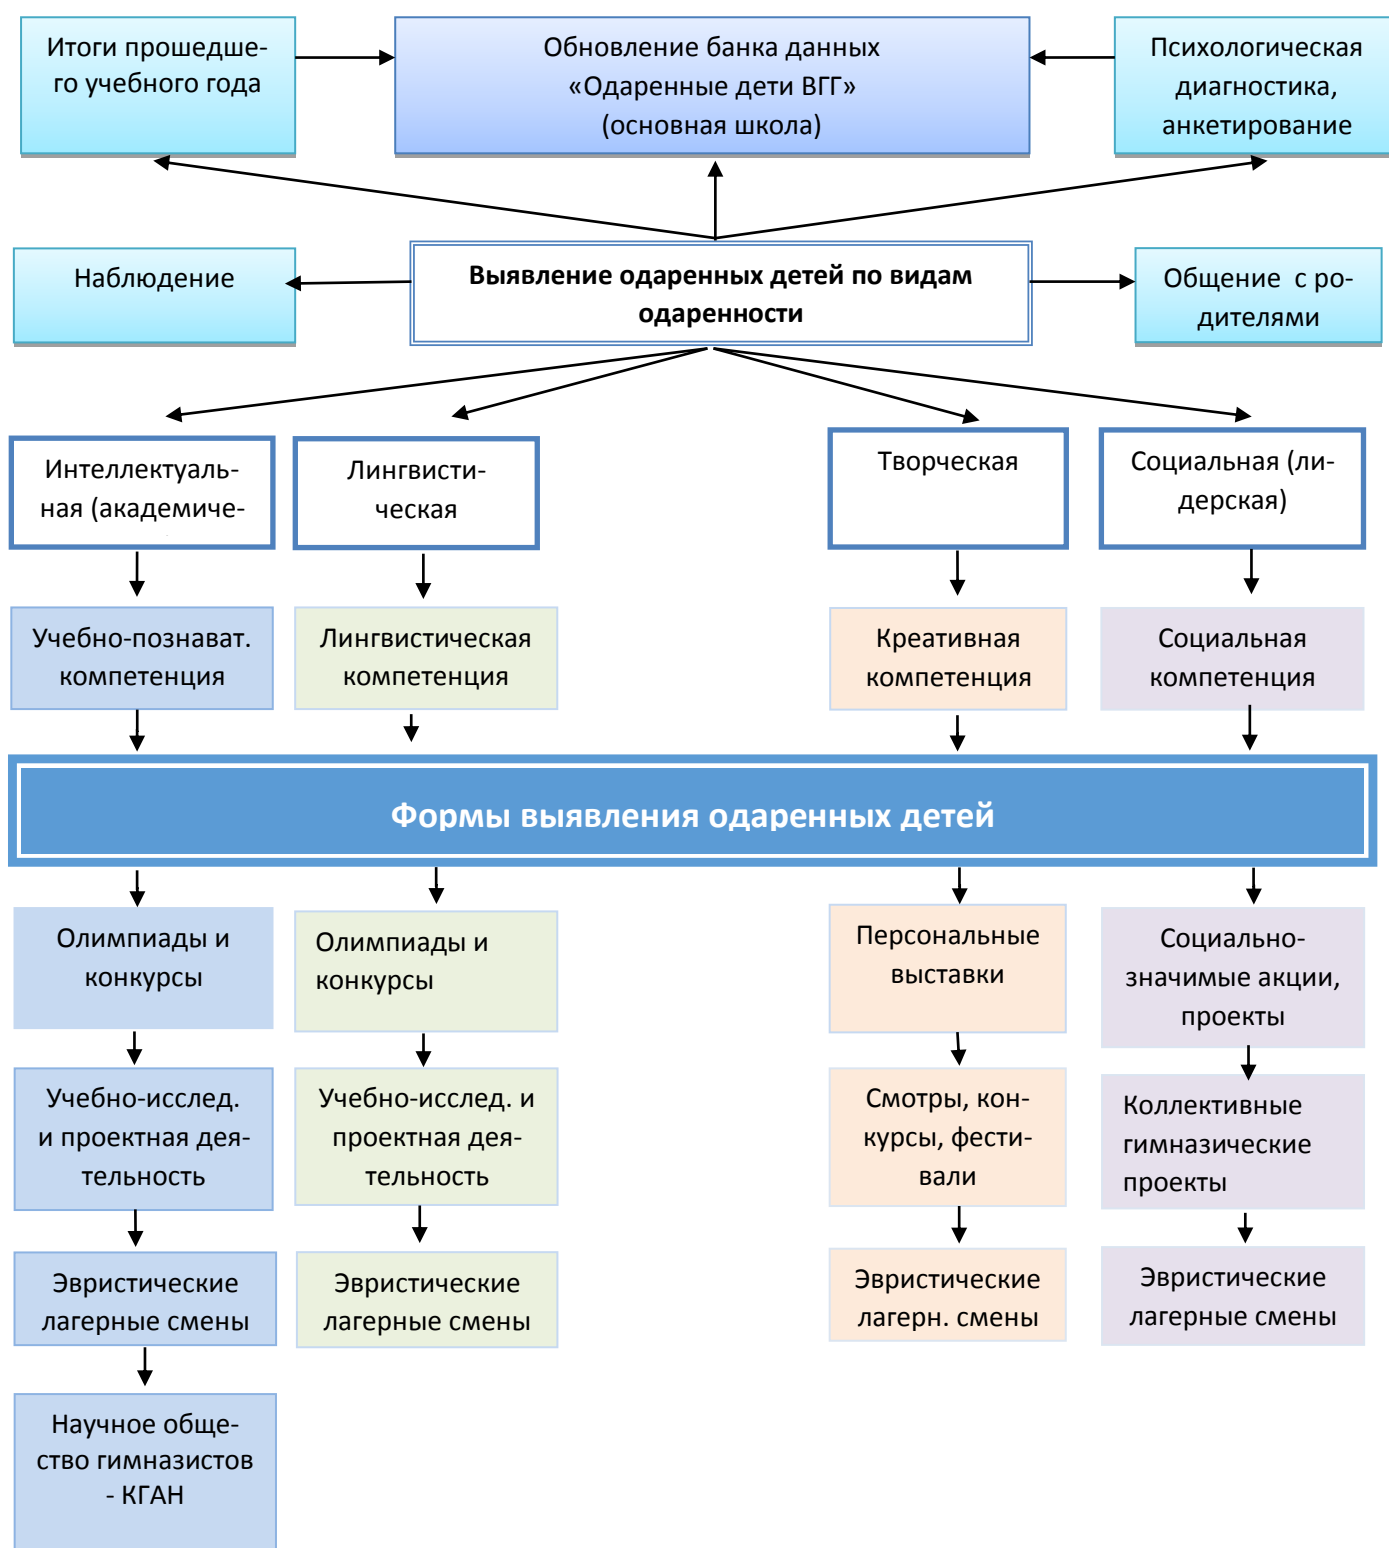 Итоги прошедше-
го учебного года
Обновление банка данных
«Одаренные дети ВГГ»
(основная школа)
Психологическая
диагностика,
анкетирование
Наблюдение
Выявление одаренных детей по видам
одаренности
Общение с ро-
дителями
Интеллектуаль-
ная (академиче-
Лингвисти-
ческая
Творческая
Социальная (ли-
дерская)
Учебно-познават.
компетенция
Лингвистическая
компетенция
Креативная
компетенция
Социальная
компетенция
Формы выявления одаренных детей
Олимпиады и
конкурсы
Олимпиады и
конкурсы
Персональные
выставки
Социально-
значимые акции,
проекты
Учебно-исслед.
и проектная дея-
тельность
Учебно-исслед. и
проектная дея-
тельность
Смотры, кон-
курсы, фести-
вали
Коллективные
гимназические
проекты
Эвристические
лагерные смены
Эвристические
лагерные смены
Эвристические
лагерн. смены
Эвристические
лагерные смены
Научное обще-
ство гимназистов
- КГАН